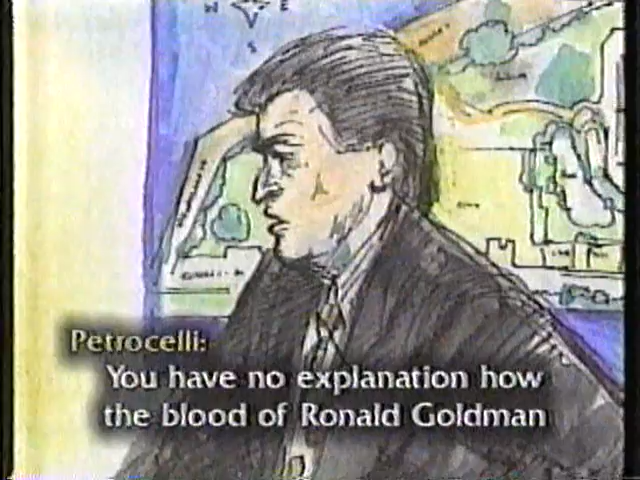 N E
S
Petrocelli:
You have no explanation how
the blood of Ronald Goldman